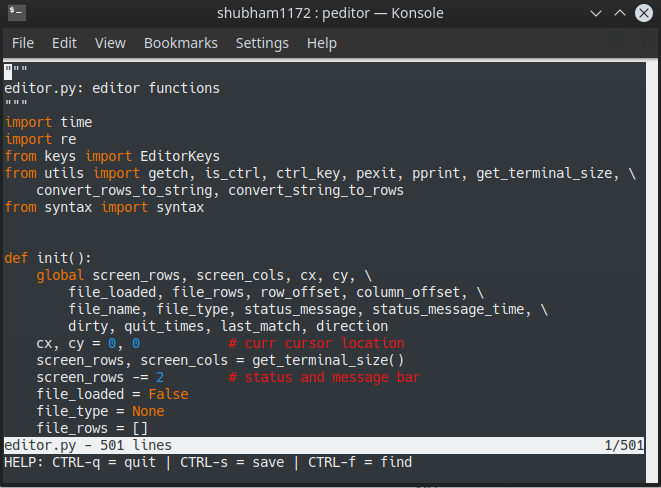 shubham1172 : peditor — Konsole
File Edit View Bookmarks Settings Help
"""
editor.py: editor functions
"""
import time
import re
from keys import EditorKeys
from utils import getch, is_ctrl, ctrl_key, pexit, pprint, get_terminal_size, \
    convert_rows_to_string, convert_string_to_rows
from syntax import syntax
def init():
    global screen_rows, screen_cols, cx, cy, \
        file_loaded, file_rows, row_offset, column_offset, \
        file_name, file_type, status_message, status_message_time, \
        dirty, quit_times, last_match, direction
    cx, cy = 0, 0           # curr cursor location
    screen_rows, screen_cols = get_terminal_size()
    screen_rows -= 2        # status and message bar
    file_loaded = False
    file_type = None
    file_rows = []
editor.py - 501 lines 1/501
HELP: CTRL-q = quit | CTRL-s = save | CTRL-f = find